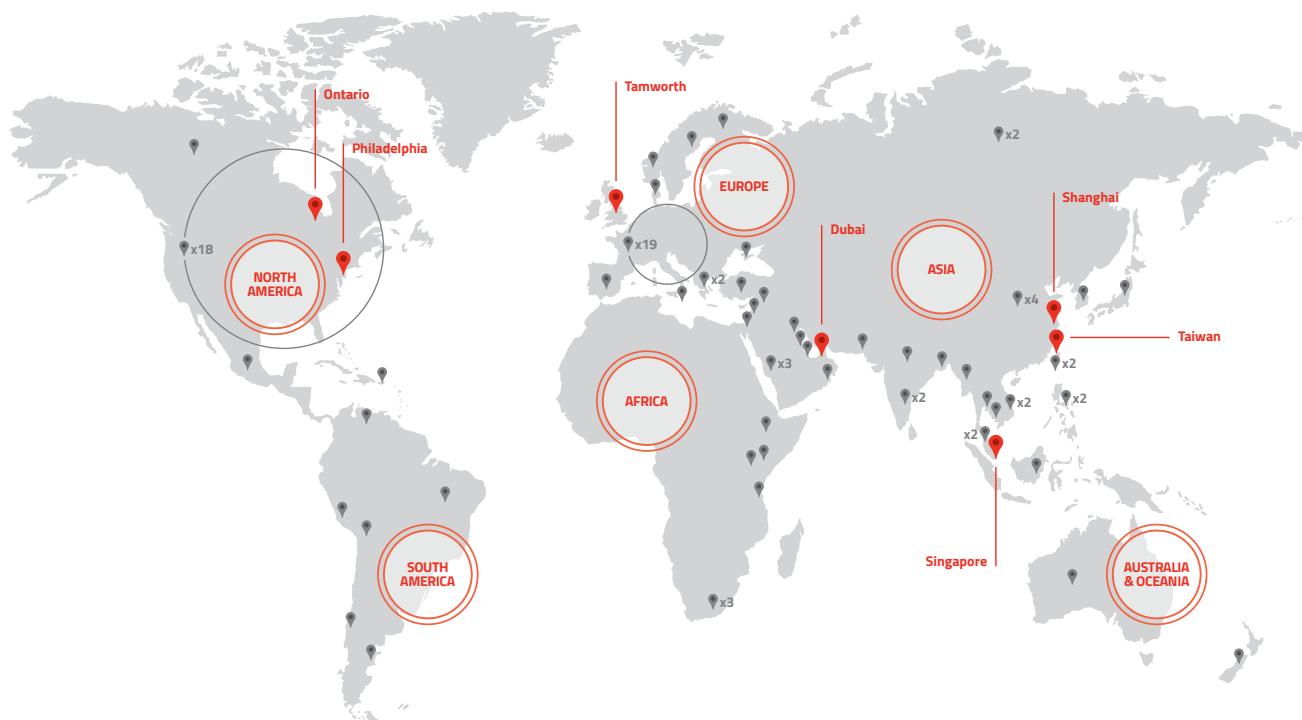 Ontario
Tamworth
x2
Philadelphia
EUROPE
Shanghai
Dubai
x18
x19
ASIA
NORTH
AMERICA
x2
x4
Taiwan
x3
x2
AFRICA
x2
x2
x2
x2
Singapore
SOUTH
AMERICA
AUSTRALIA
& OCEANIA
x3